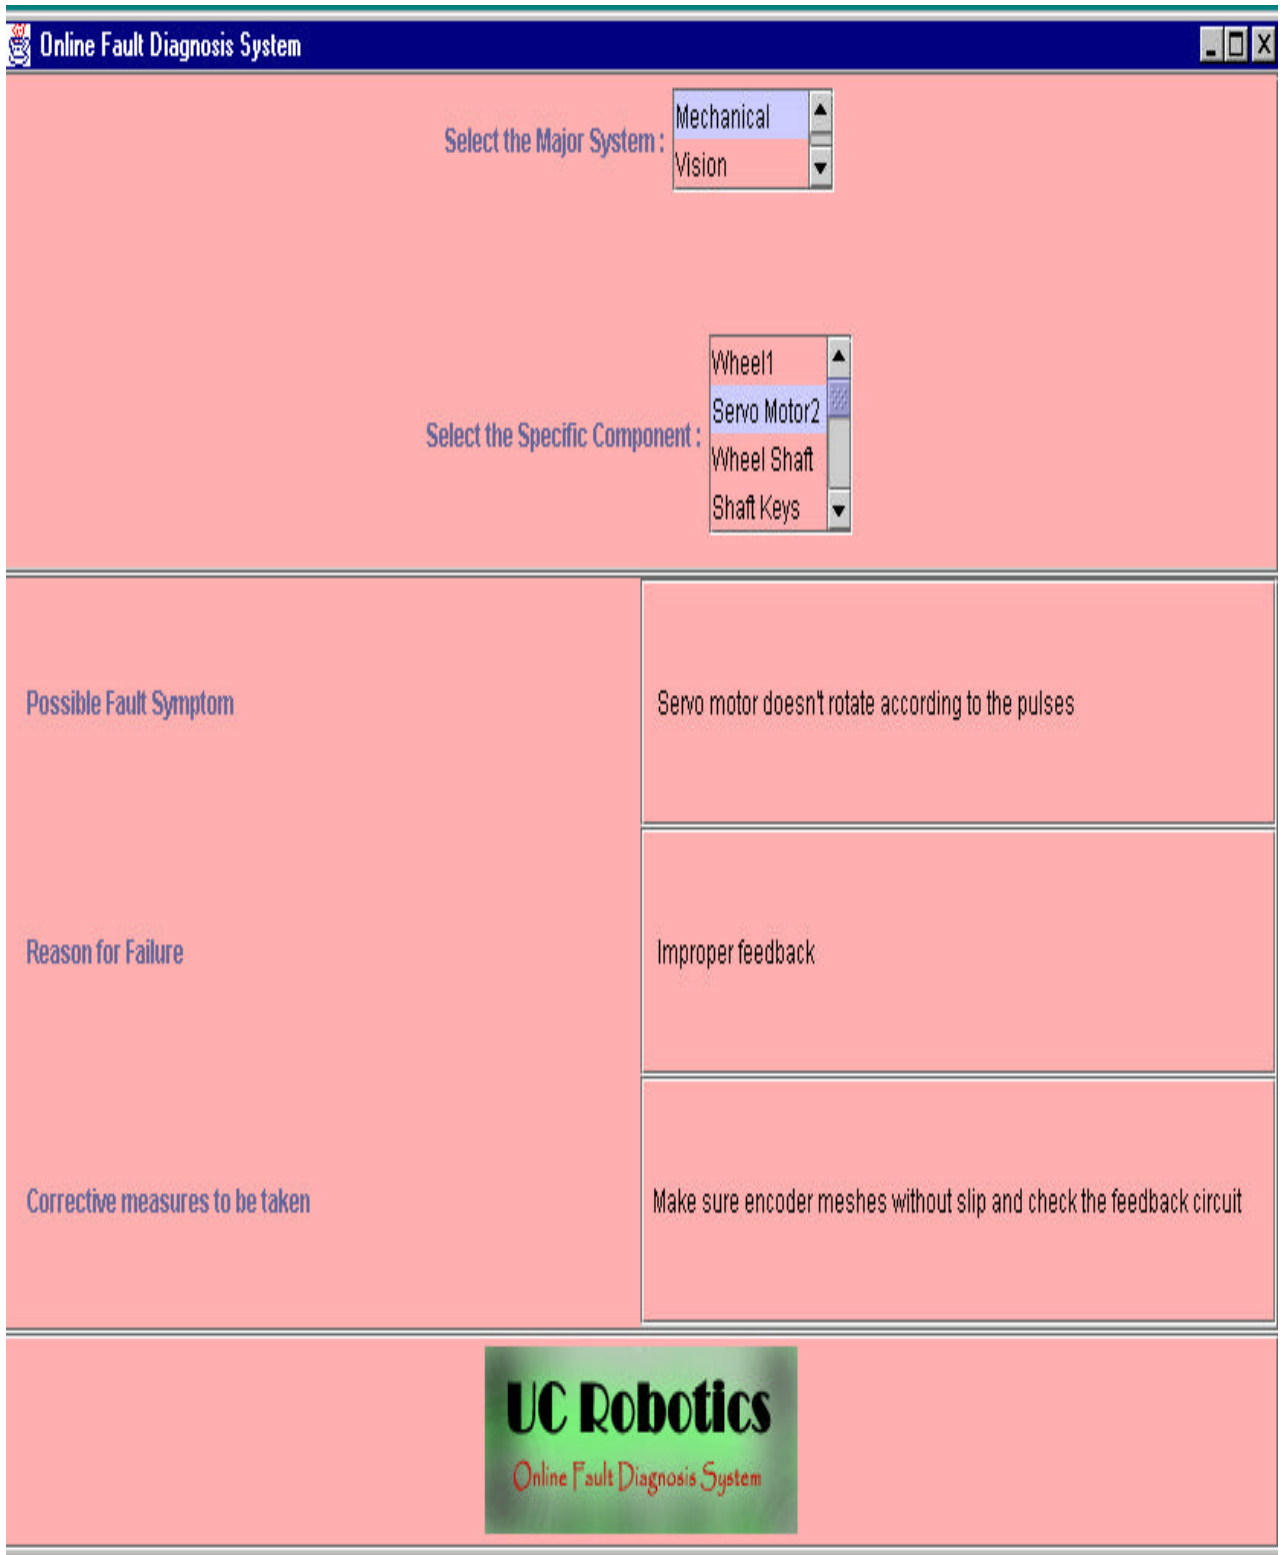 Online Fault Diagnosis System
Select the Major System :
Mechanical
Vision
Select the Specific Component :
Wheel1
Servo Motor2
Wheel Shaft
Shaft Keys
Possible Fault Symptom
Servo motor doesn't rotate according to the pulses
Reason for Failure
Improper feedback
Corrective measures to be taken
Make sure encoder meshes without slip and check the feedback circuit
UC Robotics
Online Fault Diagnosis System